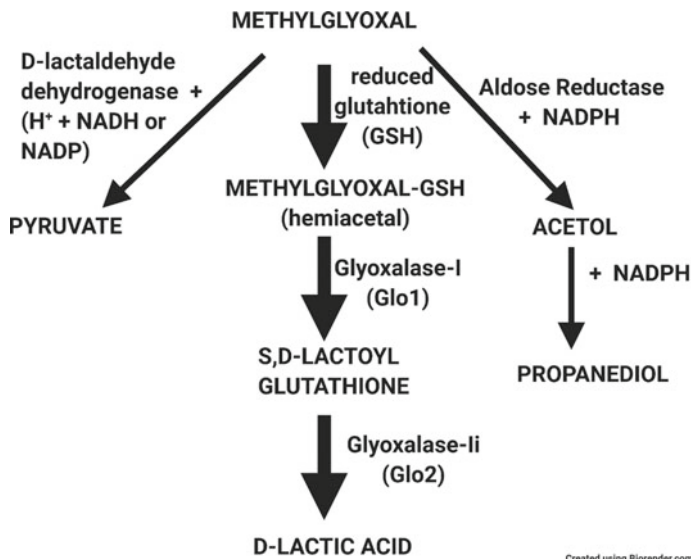 METHYLGLYOXAL
D-lactaldehyde
dehydrogenase +
(H⁺ + NADH or
NADP)
reduced
glutahtione
(GSH)
Aldose Reductase
+ NADPH
PYRUVATE
METHYLGLYOXAL-GSH
(hemiacetal)
ACETOL
Glyoxalase-I
(Glo1)
+ NADPH
S,D-LACTOYL
GLUTATHIONE
PROPANEDIOL
Glyoxalase-Ii
(Glo2)
D-LACTIC ACID
Created using Biorender.com